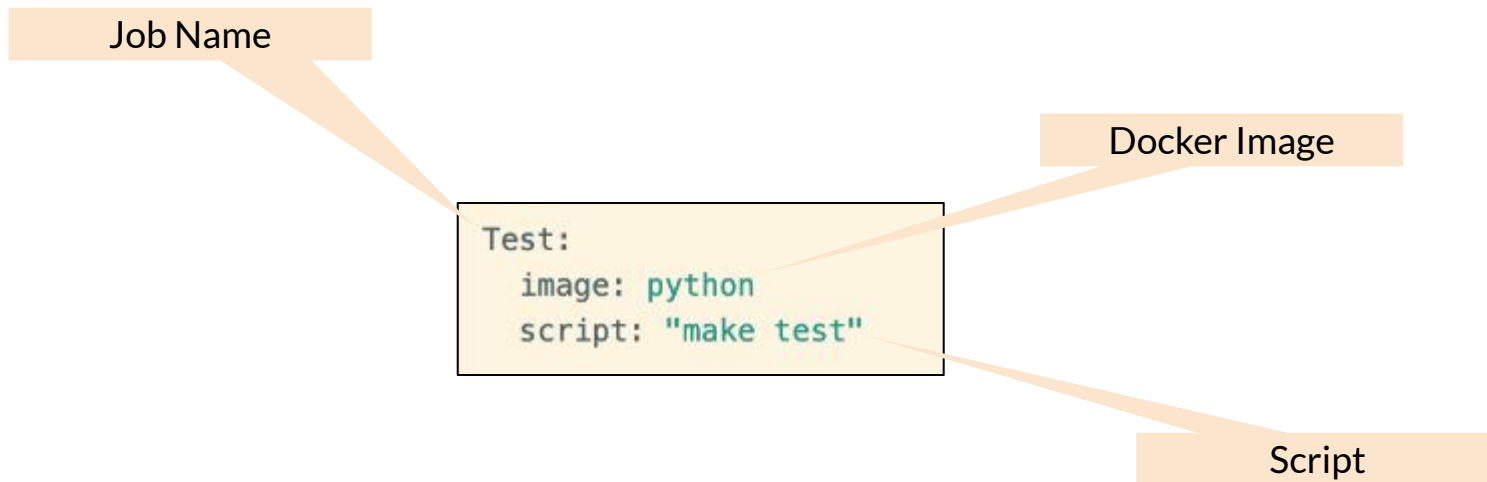 Job Name
Docker Image
Test:
image: python
script: "make test"
Script